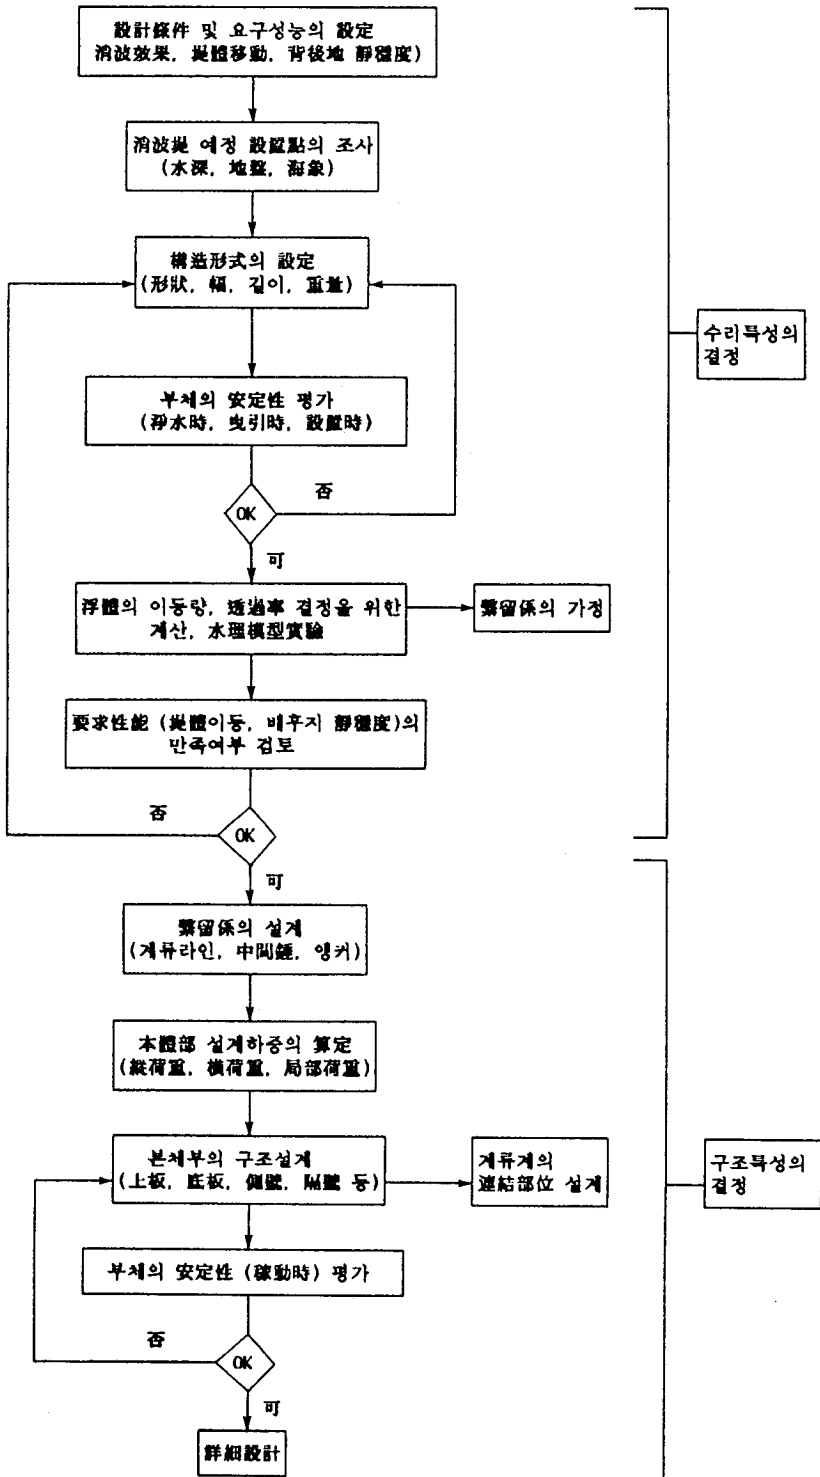 設計條件 및 요구성능의 設定
消波效果, 堤體移動, 背後地 靜穩度)
消波堤 예정 設置點의 조사
(水深, 地盤, 海象)
構造形式의 設定
(形狀, 幅, 길이, 重量)
수리특성의
결정
부체의 安定性 평가
(浮水時, 曳引時, 設置時)
否
OK
可
浮體의 이동량, 透過率 결정을 위한
계산, 水理模型實驗
繫留係의 가정
要求性能 (堤體이동, 배후지 靜穩度)의
만족여부 검토
否
OK
可
繫留係의 설계
(계류라인, 中間錘, 앵커)
本體部 설계하중의 算定
(縱荷重, 橫荷重, 局部荷重)
본체부의 구조설계
(上板, 底板, 側壁, 隔壁 등)
계류계의
連結部位 설계
구조특성의
결정
부체의 安定性 (稼動時) 평가
否
OK
可
詳細設計